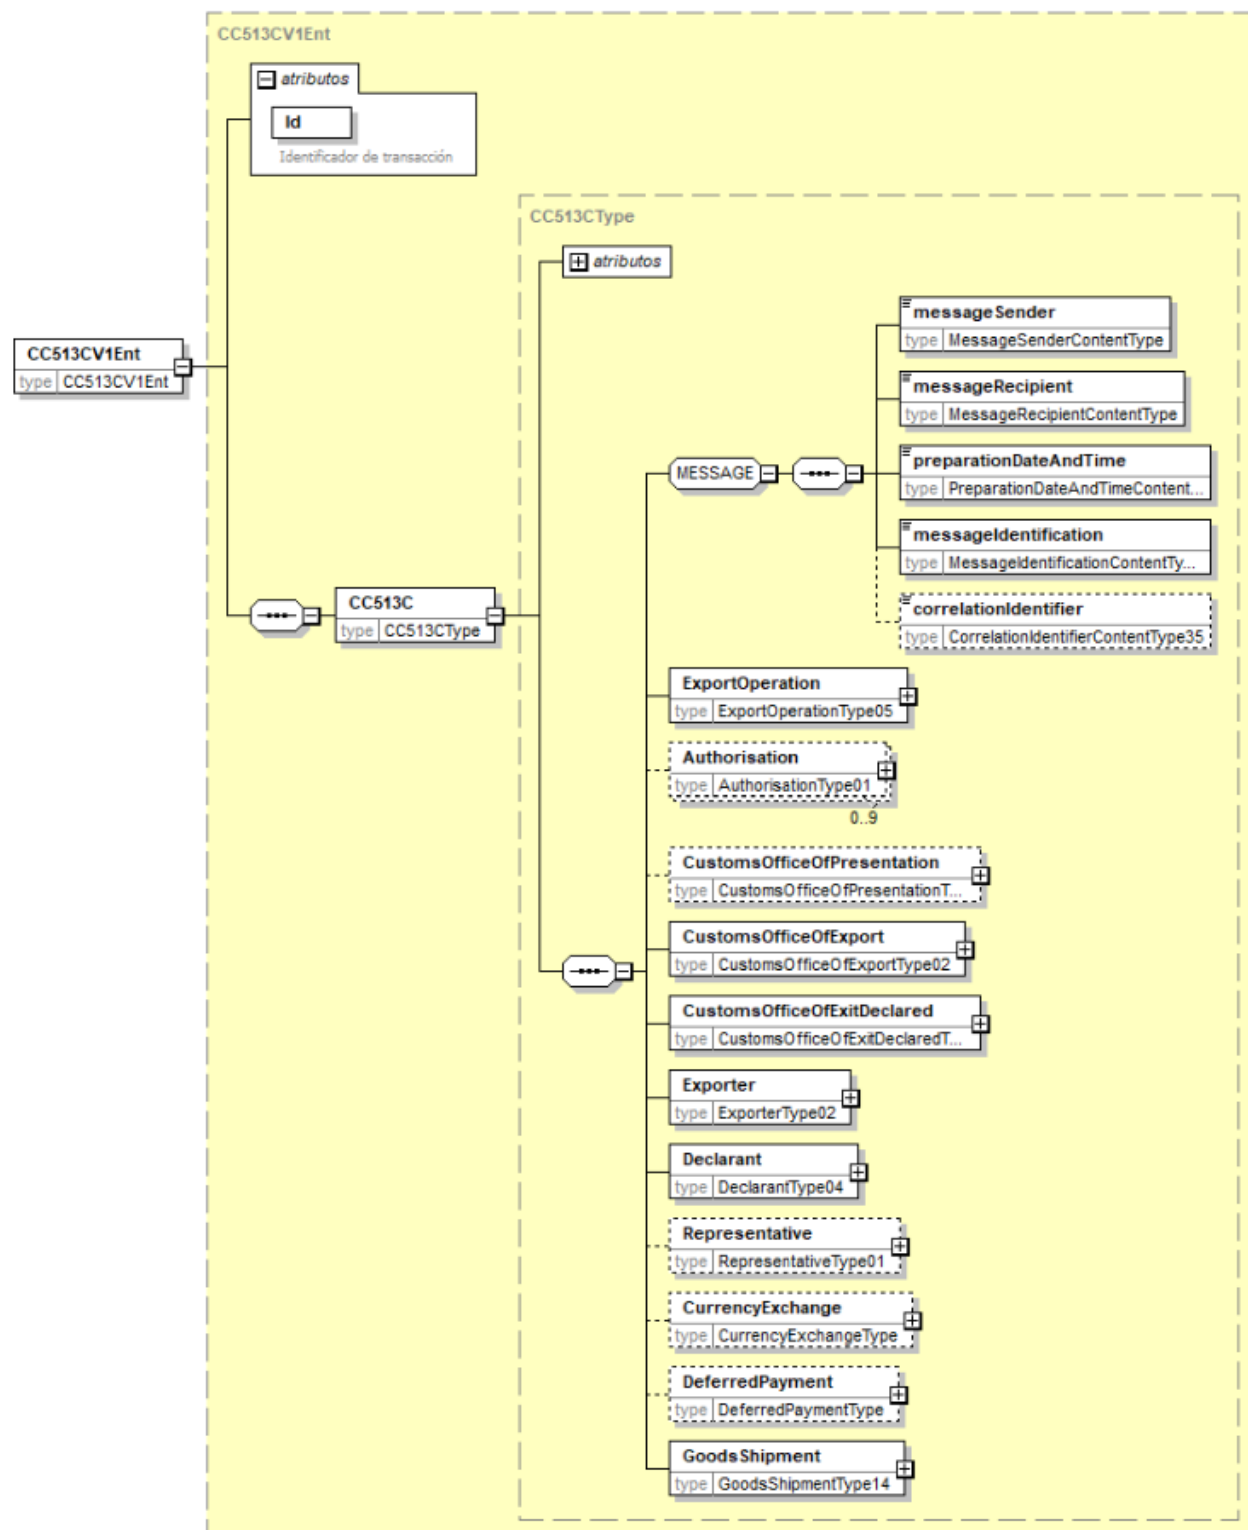 CC513CV1Ent
atributos
Id
Identificador de transacción
CC513CType
atributos
messageSender
type MessageSenderContentType
CC513CV1Ent
type CC513CV1Ent
messageRecipient
type MessageRecipientContentType
MESSAGE
preparationDateAndTime
type PreparationDateAndTimeContent...
messageIdentification
type MessageIdentificationContentTy...
CC513C
type CC513CType
correlationIdentifier
type CorrelationIdentifierContentType35
ExportOperation
type ExportOperationType05
Authorisation
type AuthorisationType01
0..9
CustomsOfficeOfPresentation
type CustomsOfficeOfPresentationT...
CustomsOfficeOfExport
type CustomsOfficeOfExportType02
CustomsOfficeOfExitDeclared
type CustomsOfficeOfExitDeclaredT...
Exporter
type ExporterType02
Declarant
type DeclarantType04
Representative
type RepresentativeType01
CurrencyExchange
type CurrencyExchangeType
DeferredPayment
type DeferredPaymentType
GoodsShipment
type GoodsShipmentType14